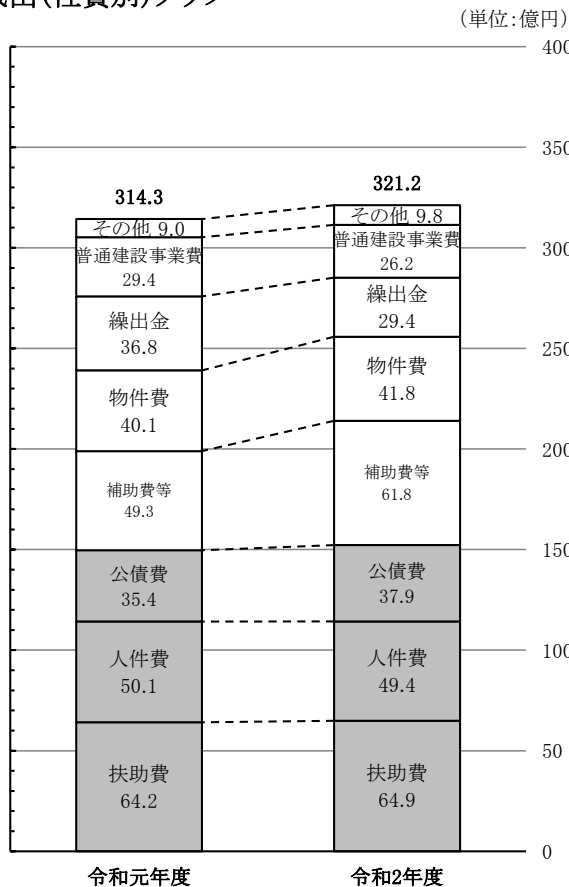 (性質別)グラフ
(単位:億円)
400
350
300
250
200
150
100
50
0
314.3
その他 9.0
普通建設事業費
29.4
繰出金
36.8
物件費
40.1
補助費等
49.3
公債費
35.4
人件費
50.1
扶助費
64.2
令和元年度
321.2
その他 9.8
普通建設事業費
26.2
繰出金
29.4
物件費
41.8
補助費等
61.8
公債費
37.9
人件費
49.4
扶助費
64.9
令和2年度